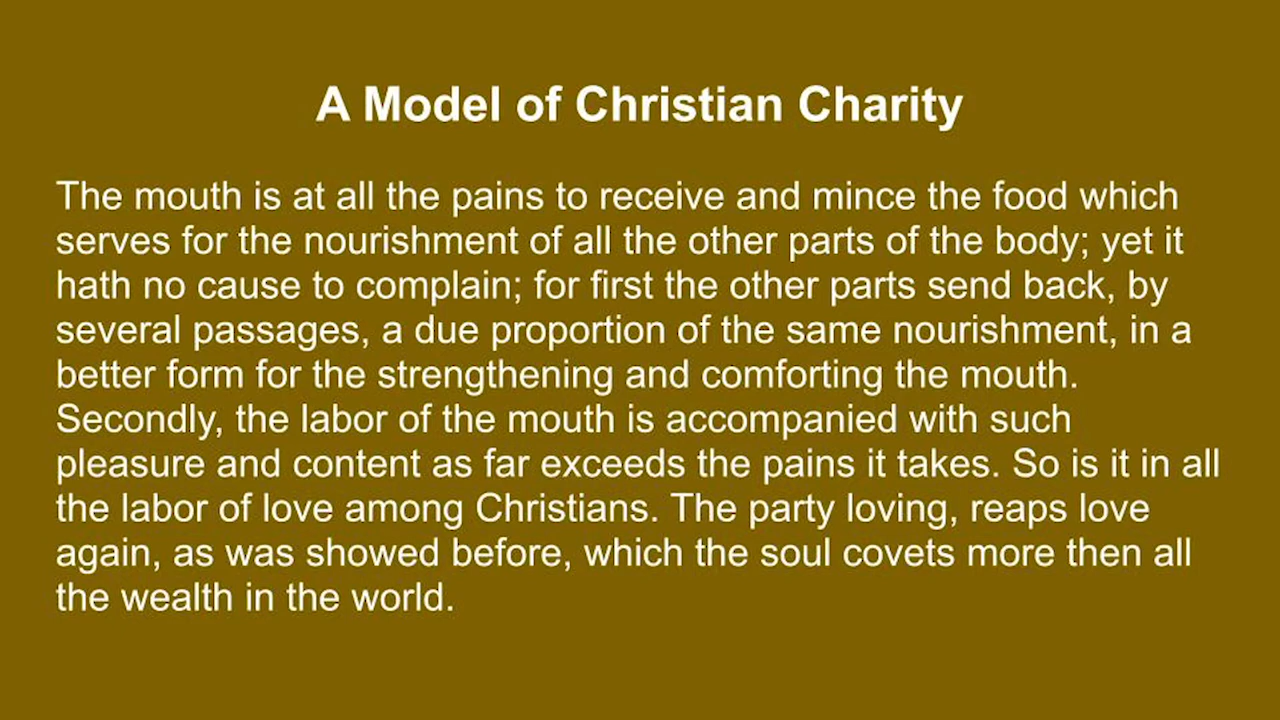 A Model of Christian Charity
The mouth is at all the pains to receive and mince the food which
serves for the nourishment of all the other parts of the body; yet it
hath no cause to complain; for first the other parts send back, by
several passages, a due proportion of the same nourishment, in a
better form for the strengthening and comforting the mouth.
Secondly, the labor of the mouth is accompanied with such
pleasure and content as far exceeds the pains it takes. So is it in all
the labor of love among Christians. The party loving, reaps love
again, as was showed before, which the soul covets more then all
the wealth in the world.